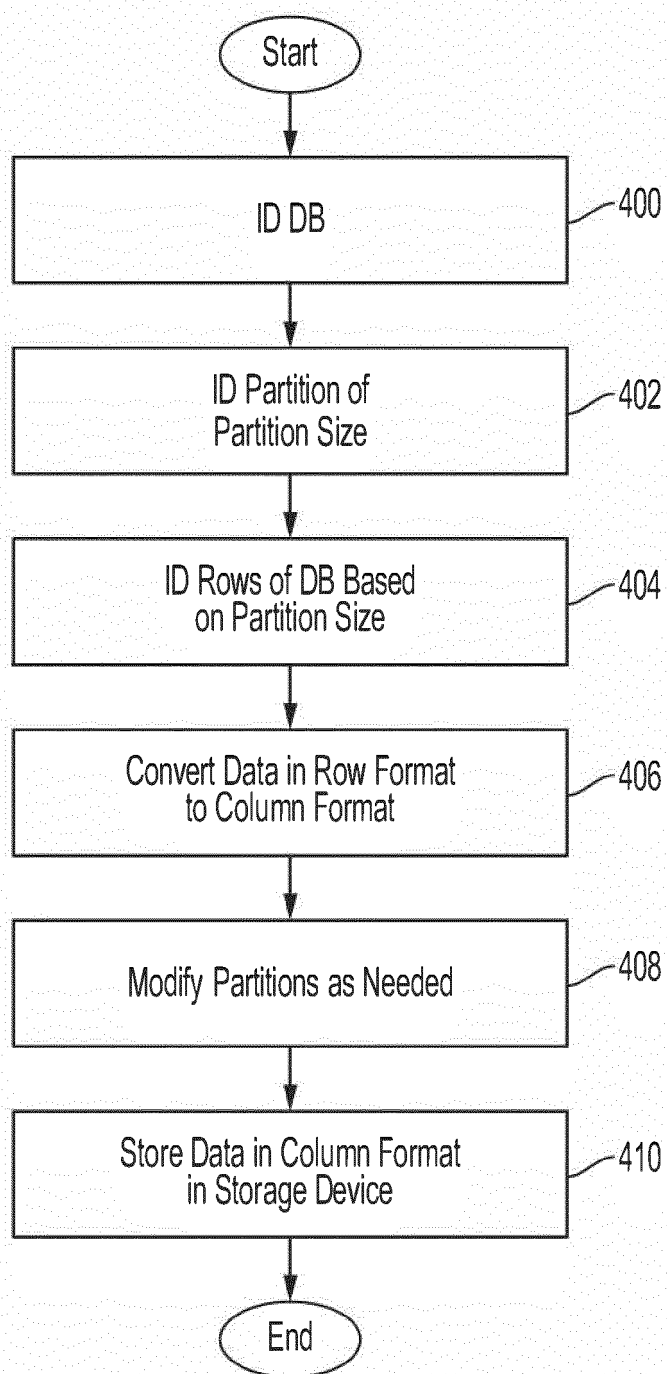 Start
ID DB
400
ID Partition of
Partition Size
402
ID Rows of DB Based
on Partition Size
404
Convert Data in Row Format
to Column Format
406
Modify Partitions as Needed
408
Store Data in Column Format
in Storage Device
410
End